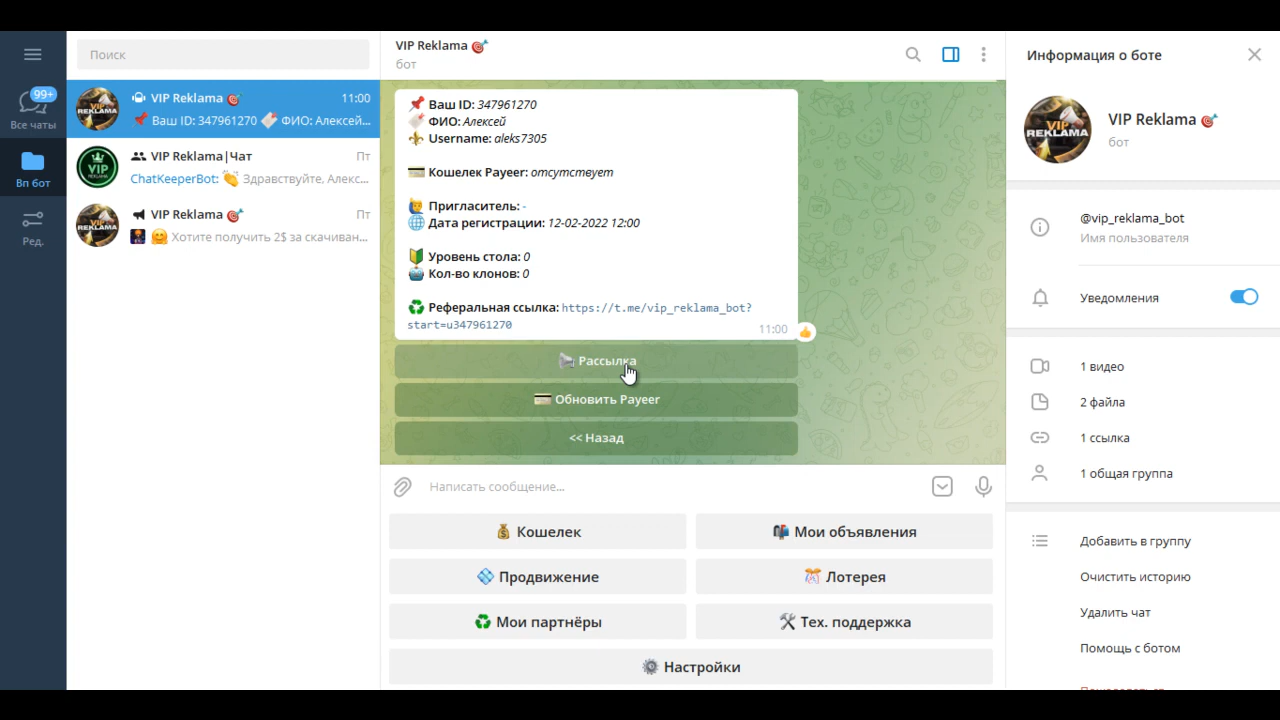 99+
Все чаты
Вп бот
Ред.
Поиск
VIP Reklama
11:00
Ваш ID: 347961270 ФИО: Алексей...
VIP Reklama|Чат
Пт
ChatKeeperBot: Здравствуйте, Алекс...
VIP Reklama
Пт
Хотите получить 2$ за скачиван...
VIP Reklama
бот
Ваш ID: 347961270
ФИО: Алексей
Username: aleks7305
Кошелек Payeer: отсутствует
Пригласитель: -
Дата регистрации: 12-02-2022 12:00
Уровень стола: 0
Кол-во клонов: 0
Реферальная ссылка: https://t.me/vip_reklama_bot?
start=u347961270
11:00
Рассылка
Обновить Payeer
<< Назад
Написать сообщение...
Кошелек
Мои объявления
Продвижение
Лотерея
Мои партнёры
Тех. поддержка
Настройки
Информация о боте
VIP REKLAMA
VIP Reklama
бот
@vip_reklama_bot
Имя пользователя
Уведомления
1 видео
2 файла
1 ссылка
1 общая группа
Добавить в группу
Очистить историю
Удалить чат
Помощь с ботом